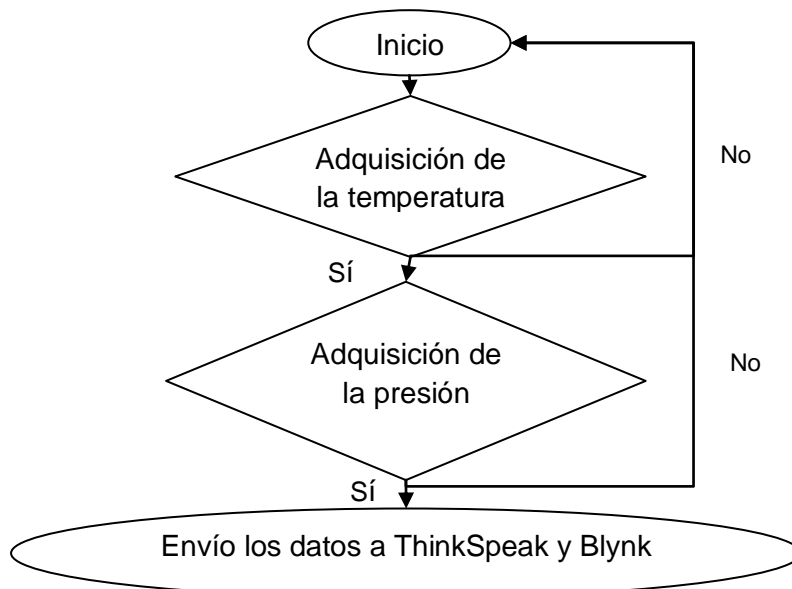 Inicio
Adquisición de
la temperatura
No
Sí
Adquisición de
la presión
No
Sí
Envío los datos a ThinkSpeak y Blynk